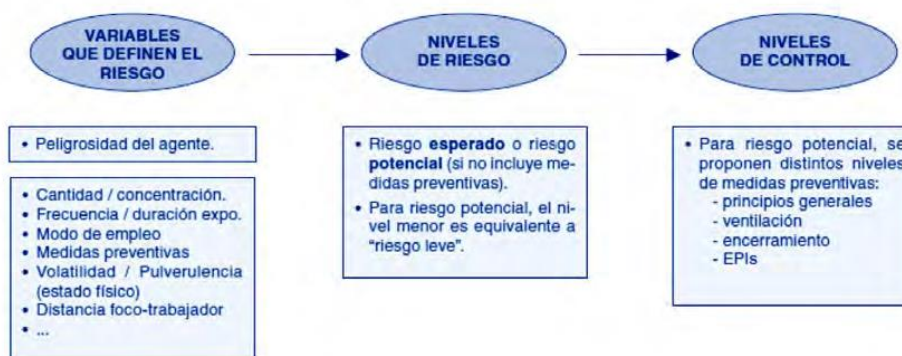 VARIABLES
QUE DEFINEN EL
RIESGO
NIVELES
DE RIESGO
NIVELES
DE CONTROL
• Peligrosidad del agente.
• Cantidad / concentración.
• Frecuencia / duración expo.
• Modo de empleo
• Medidas preventivas
• Volatilidad / Pulverulencia
(estado físico)
• Distancia foco-trabajador
• ...
• Riesgo esperado o riesgo
potencial (si no incluye me-
didas preventivas).
• Para riesgo potencial, el ni-
vel menor es equivalente a
“riesgo leve”.
• Para riesgo potencial, se
proponen distintos niveles
de medidas preventivas:
- principios generales
- ventilación
- encerramiento
- EPIs